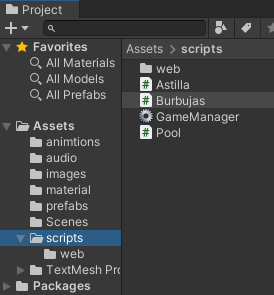 Project
Favorites
All Materials
All Models
All Prefabs
Assets
animtions
audio
images
material
prefabs
Scenes
scripts
web
TextMesh Pro
Packages
Assets > scripts
web
Astilla
Burbujas
GameManager
Pool